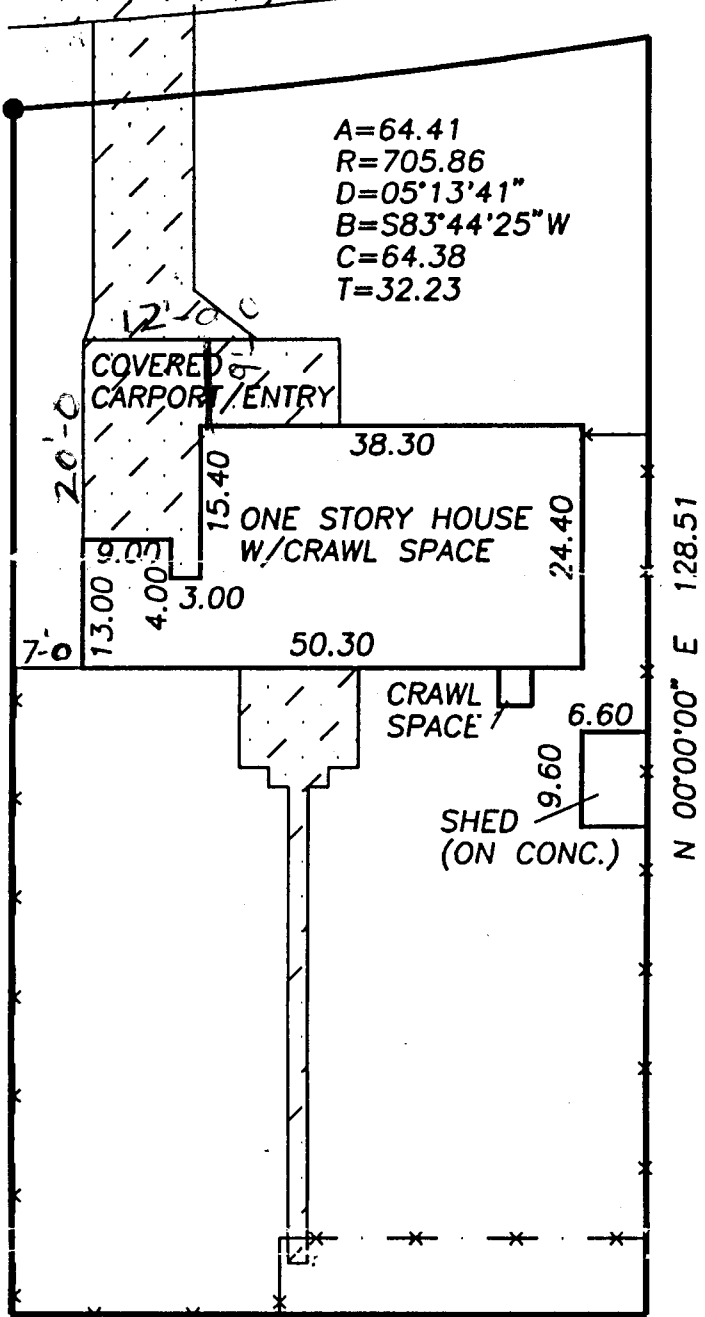 A=64.41
R=705.86
D=05°13'41"
B=S83°44'25"W
C=64.38
T=32.23
12'-0
9'-0
COVERED
CARPORT/ENTRY
20'-0
38.30
15.40
ONE STORY HOUSE
W/CRAWL SPACE
24.40
9.00
4.00
3.00
13.00
7'-0
50.30
CRAWL
SPACE
6.60
9.60
SHED
(ON CONC.)
N 00°00'00" E 128.51